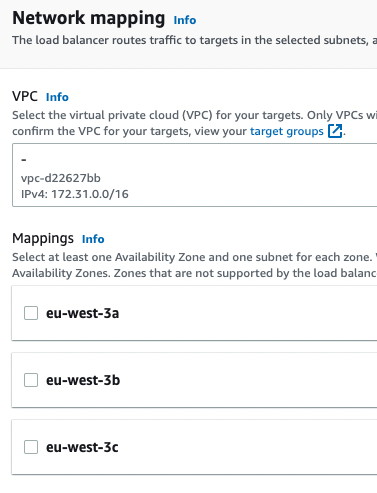 Network mapping Info
The load balancer routes traffic to targets in the selected subnets,
VPC Info
Select the virtual private cloud (VPC) for your targets. Only VPCs
confirm the VPC for your targets, view your target groups.
-
vpc-d22627bb
IPv4: 172.31.0.0/16
Mappings Info
Select at least one Availability Zone and one subnet for each zone.
Availability Zones. Zones that are not supported by the load
eu-west-3a
eu-west-3b
eu-west-3c